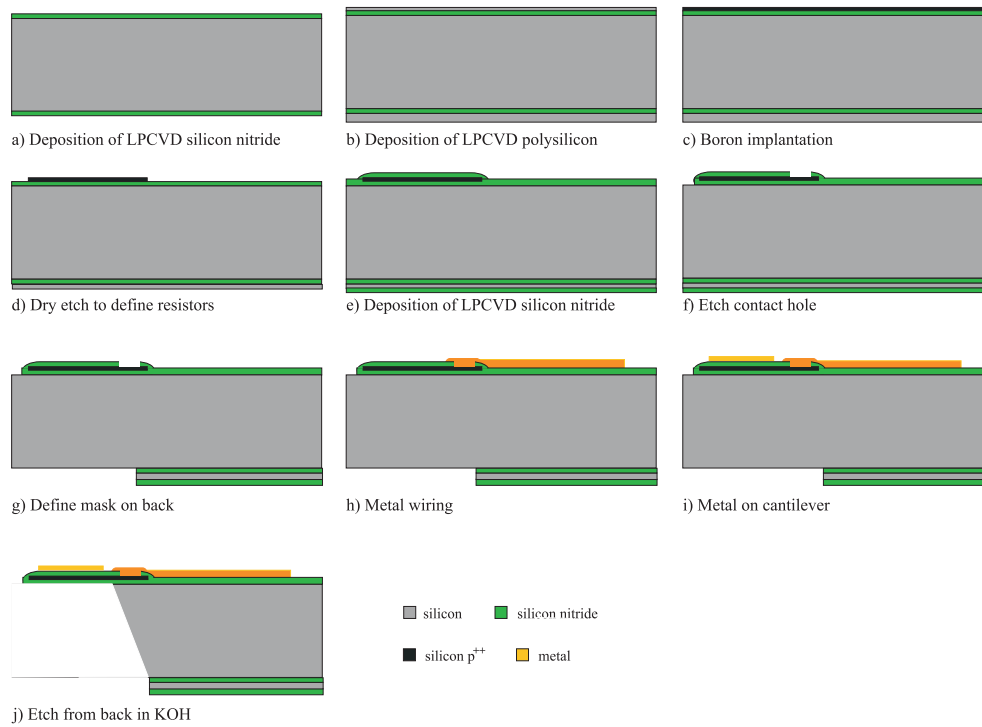 a) Deposition of LPCVD silicon nitride
b) Deposition of LPCVD polysilicon
c) Boron implantation
d) Dry etch to define resistors
e) Deposition of LPCVD silicon nitride
f) Etch contact hole
g) Define mask on back
h) Metal wiring
i) Metal on cantilever
j) Etch from back in KOH
silicon
silicon nitride
silicon p++
metal